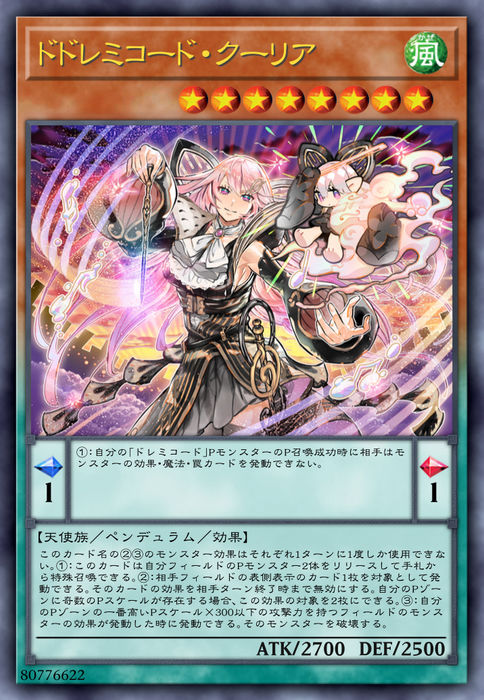 ドドレミコード・クーリア
かぜ
風
①：自分の「ドレミコード」PモンスターのP召喚成功時に相手はモ
ンスターの効果・魔法・罠カードを発動できない。
1
1
【天使族／ペンデュラム／効果】
このカード名の②③のモンスター効果はそれぞれ1ターンに1度しか使用できな
い。①：このカードは自分フィールドのPモンスター2体をリリースして手札か
ら特殊召喚できる。②：相手フィールドの表側表示のカード1枚を対象として発
動できる。そのカードの効果を相手ターン終了時まで無効にする。自分のPゾー
ンに奇数のPスケールが存在する場合、この効果の対象を2枚にできる。③：自分
のPゾーンの一番高いPスケール×300以下の攻撃力を持つフィールドのモンス
ターの効果が発動した時に発動できる。そのモンスターを破壊する。
ATK/2700 DEF/2500
80776622